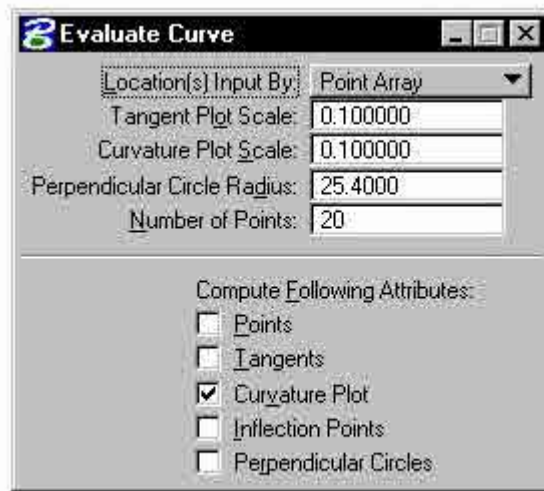 Evaluate Curve
Location(s) Input By: Point Array
Tangent Plot Scale: 0.100000
Curvature Plot Scale: 0.100000
Perpendicular Circle Radius: 25.4000
Number of Points: 20
Compute Following Attributes:
Points
Tangents
Curvature Plot
Inflection Points
Perpendicular Circles